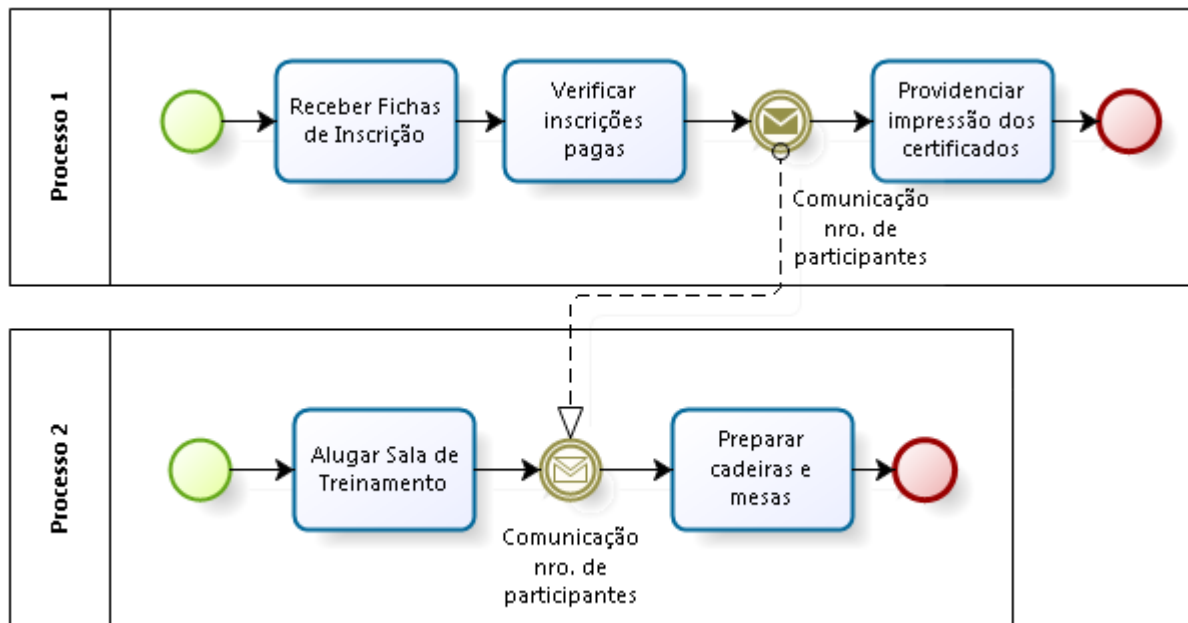 Processo 1
Receber Fichas
de Inscrição
Verificar
inscrições
pagas
Comunicação
nro. de
participantes
Providenciar
impressão dos
certificados
Processo 2
Alugar Sala de
Treinamento
Comunicação
nro. de
participantes
Preparar
cadeiras e
mesas